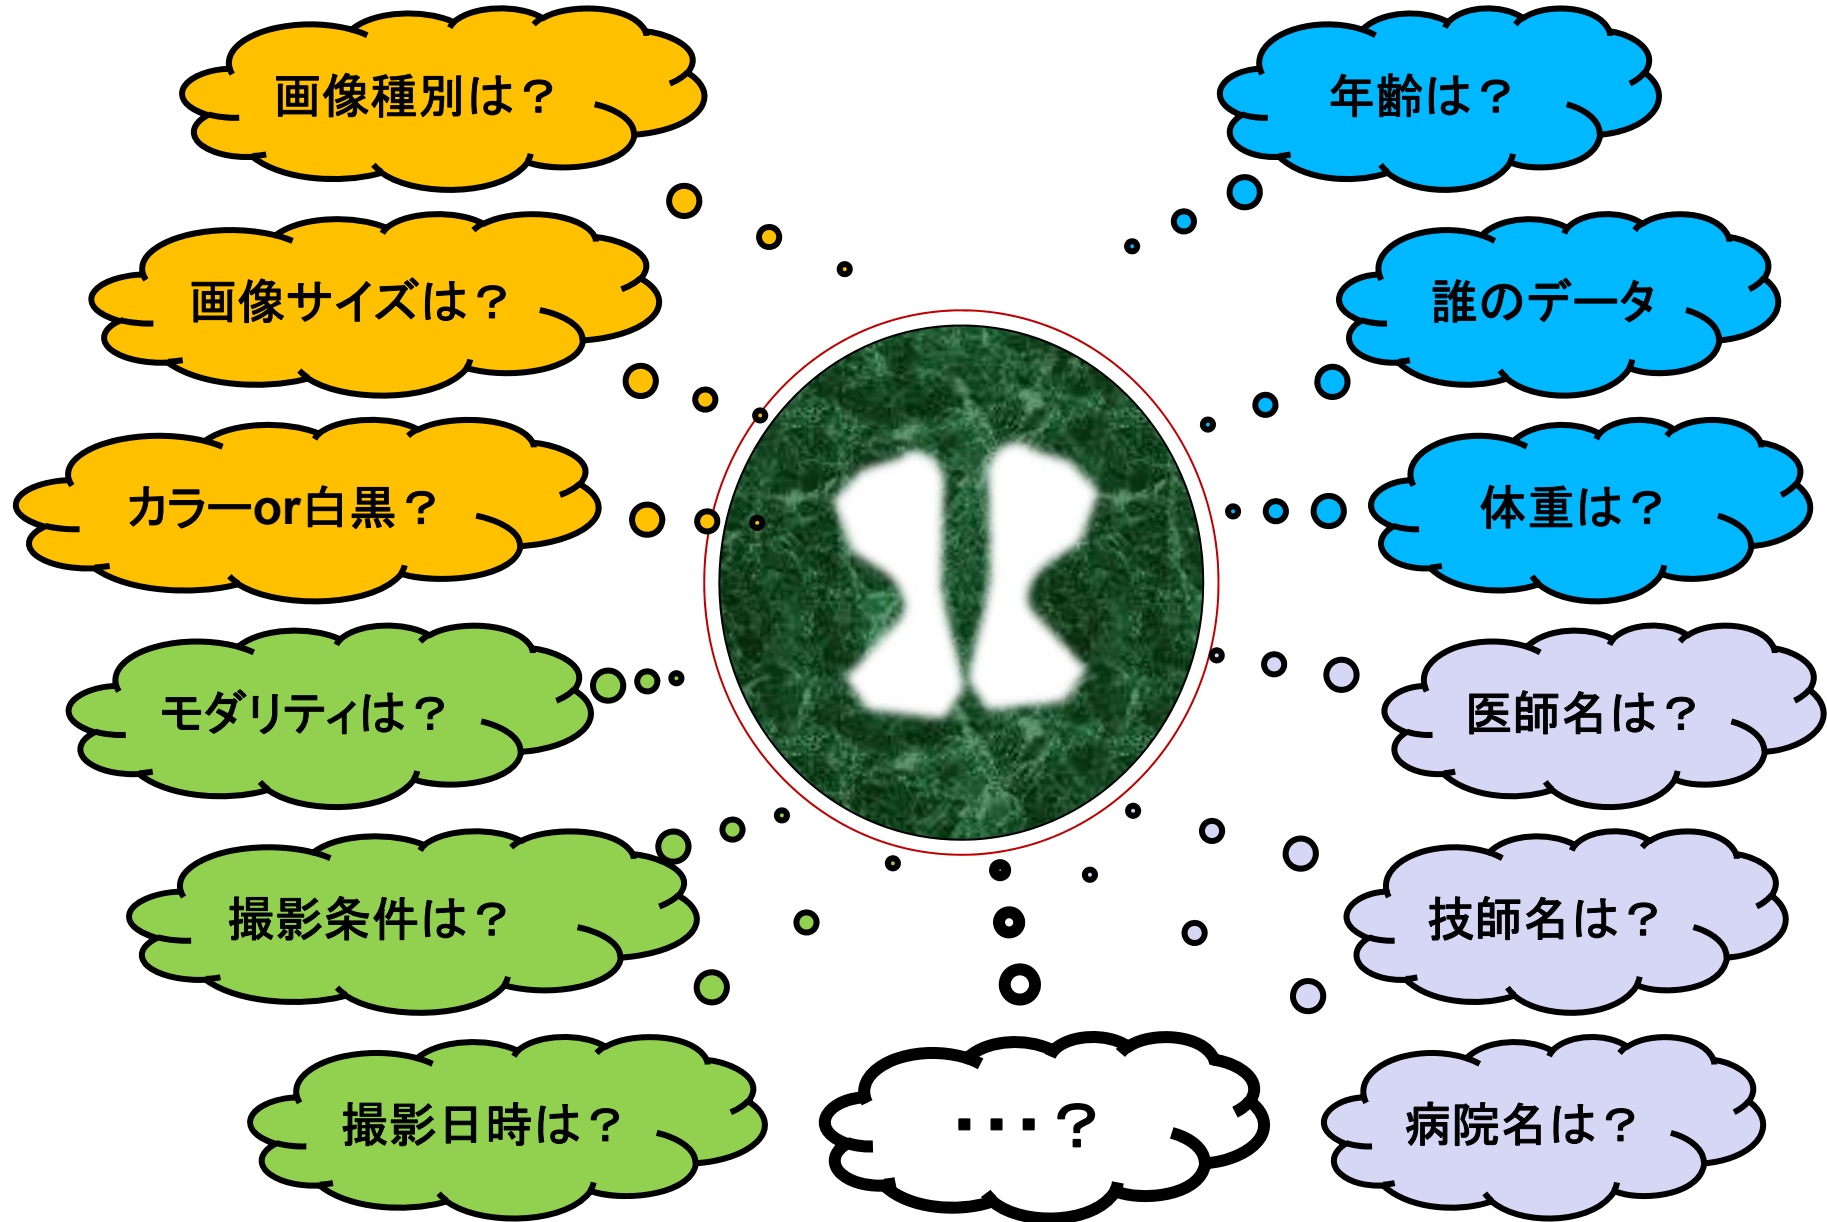 画像種別は？
年齢は？
画像サイズは？
誰のデータ
カラーor白黒？
体重は？
モダリティは？
医師名は？
撮影条件は？
技師名は？
撮影日時は？
･･･？
病院名は？